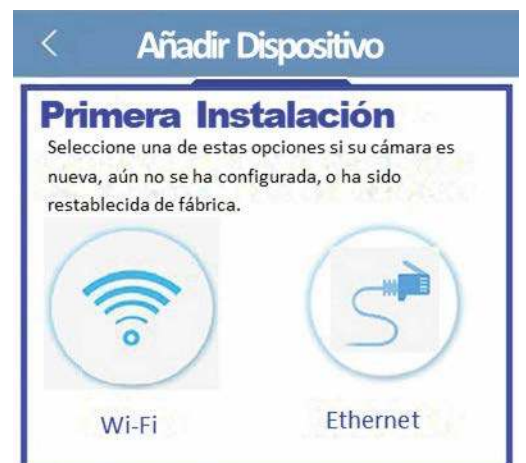 Añadir Dispositivo
Primera Instalación
Seleccione una de estas opciones si su cámara es
nueva, aún no se ha configurada, o ha sido
restablecida de fábrica.
Wi-Fi
Ethernet